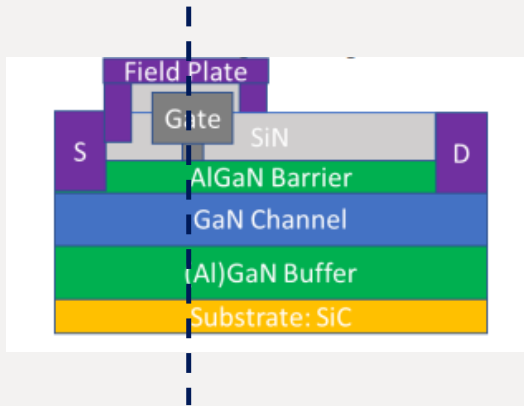 Field Plate
Gate
SiN
S
D
AlGaN Barrier
GaN Channel
(Al)GaN Buffer
Substrate: SiC